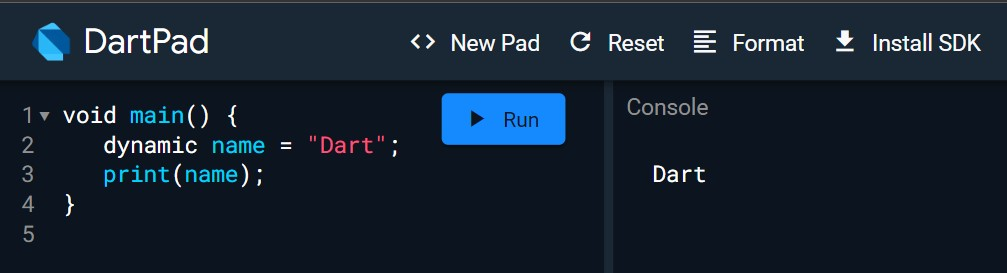 DartPad
<> New Pad
Reset
Format
Install SDK
1 void main() {
2 dynamic name = "Dart";
3 print(name);
4 }
5
Run
Console
Dart